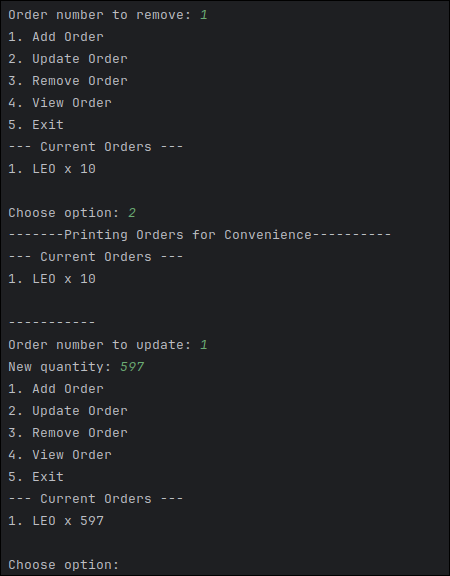 Order number to remove: 1
1. Add Order
2. Update Order
3. Remove Order
4. View Order
5. Exit
--- Current Orders ---
1. LEO x 10
Choose option: 2
-------Printing Orders for Convenience----------
--- Current Orders ---
1. LEO x 10
-----------
Order number to update: 1
New quantity: 597
1. Add Order
2. Update Order
3. Remove Order
4. View Order
5. Exit
--- Current Orders ---
1. LEO x 597
Choose option: